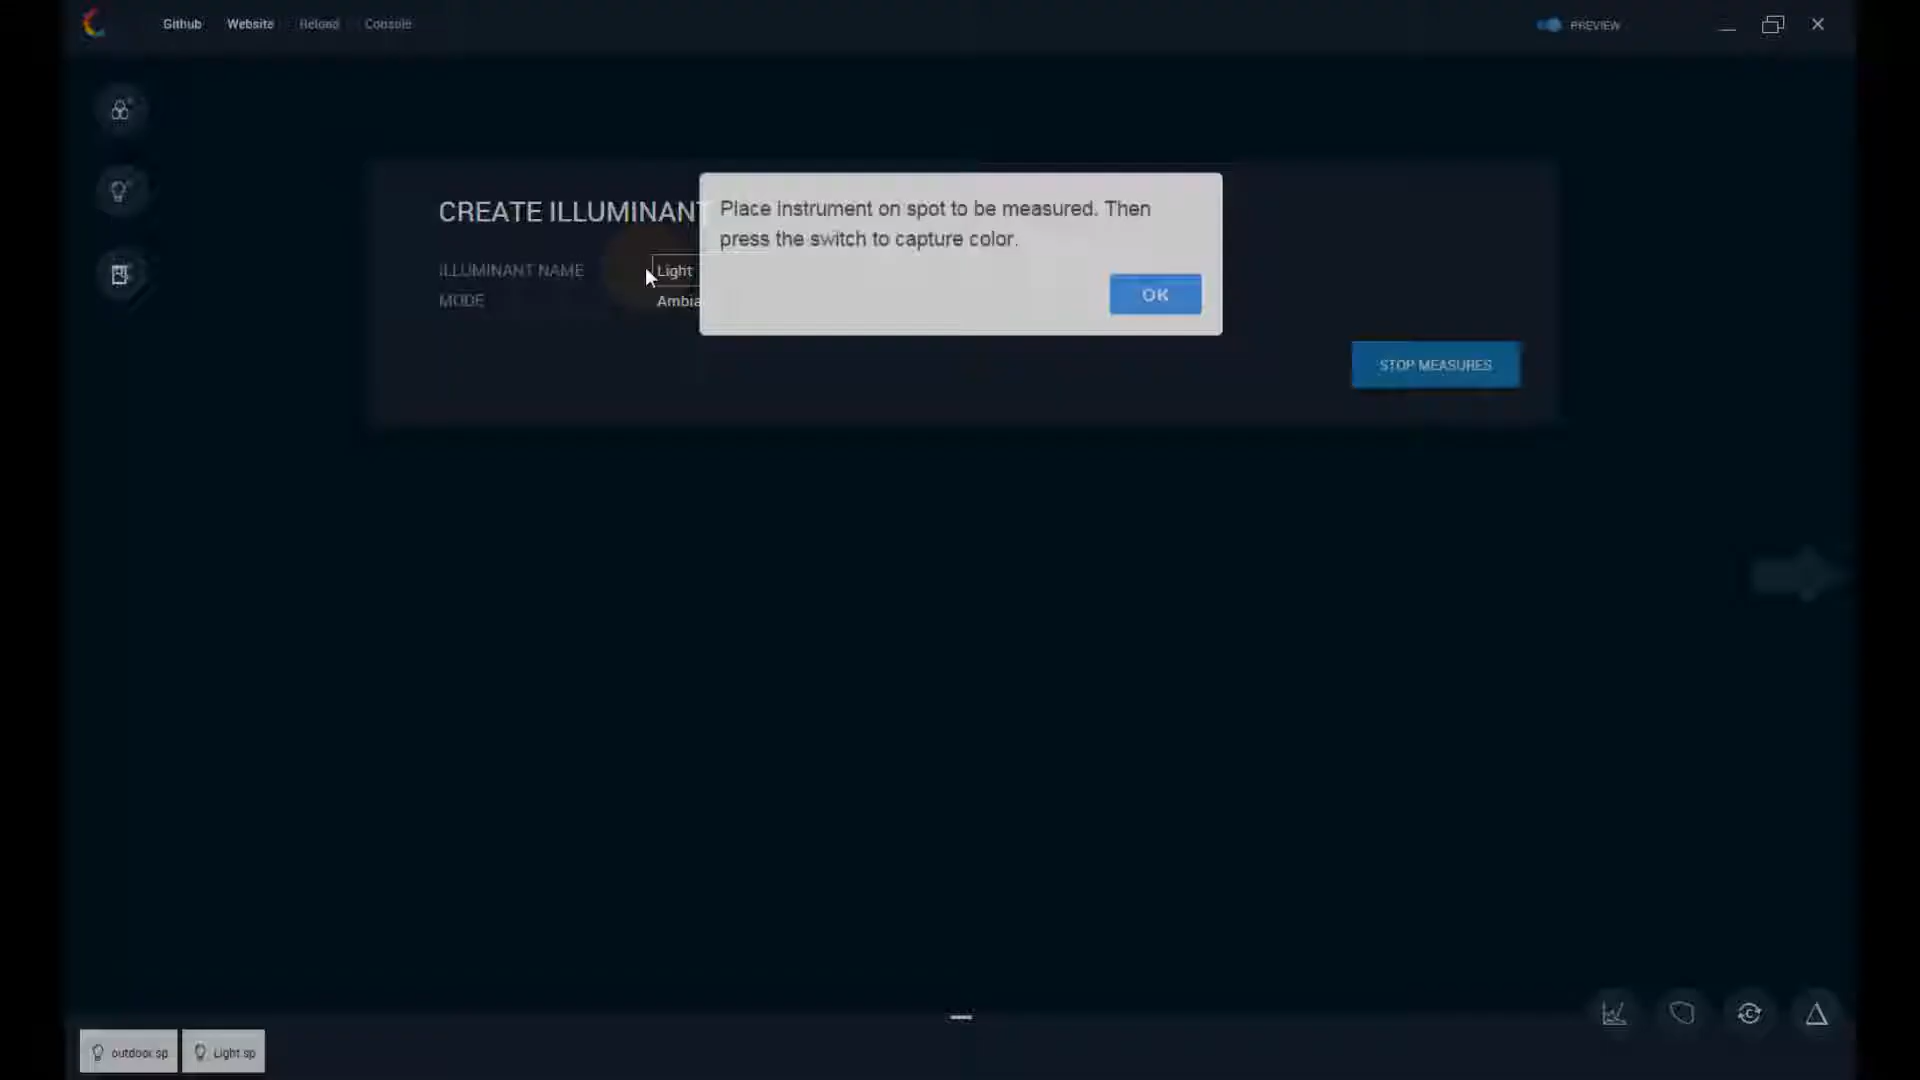 Github Website Reload Console PREVIEW
CREATE ILLUMINANT
Place instrument on spot to be measured. Then
press the switch to capture color.
ILLUMINANT NAME Light
MODE Ambia
OK
STOP MEASURES
outdoor sp Light sp